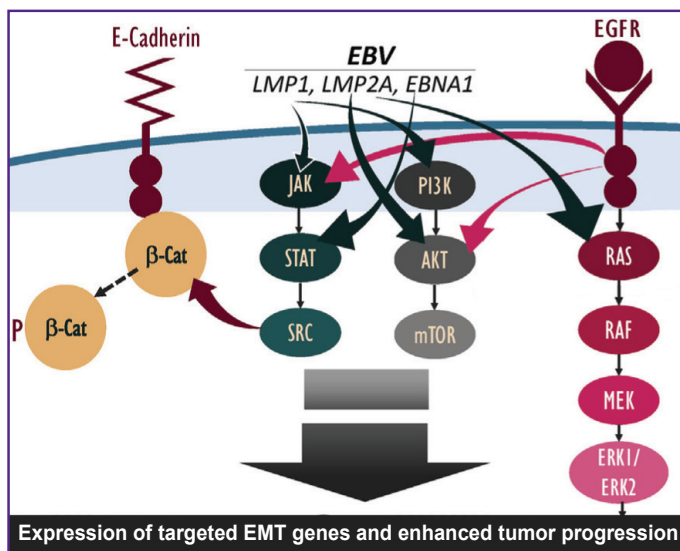 E-Cadherin
EBV
EGFR
LMP1, LMP2A, EBNA1
JAK
PI3K
β-Cat
STAT
AKT
RAS
P
β-Cat
SRC
mTOR
RAF
MEK
ERK1/
ERK2
Expression of targeted EMT genes and enhanced tumor progression